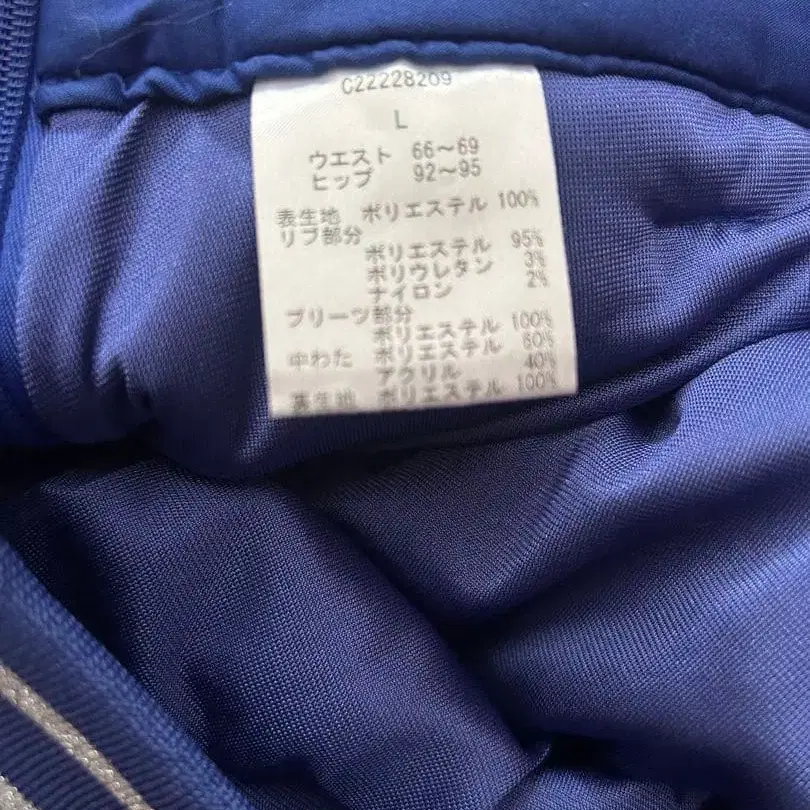 C22228209
L
ウエスト 66～69
ヒップ 92～95
表生地 ポリエステル 100%
リブ部分
ポリエステル 95%
ポリウレタン 3%
ナイロン 2%
プリーツ部分
ポリエステル 100%
中わた ポリエステル 60%
アクリル 40%
裏生地 ポリエステル 100%